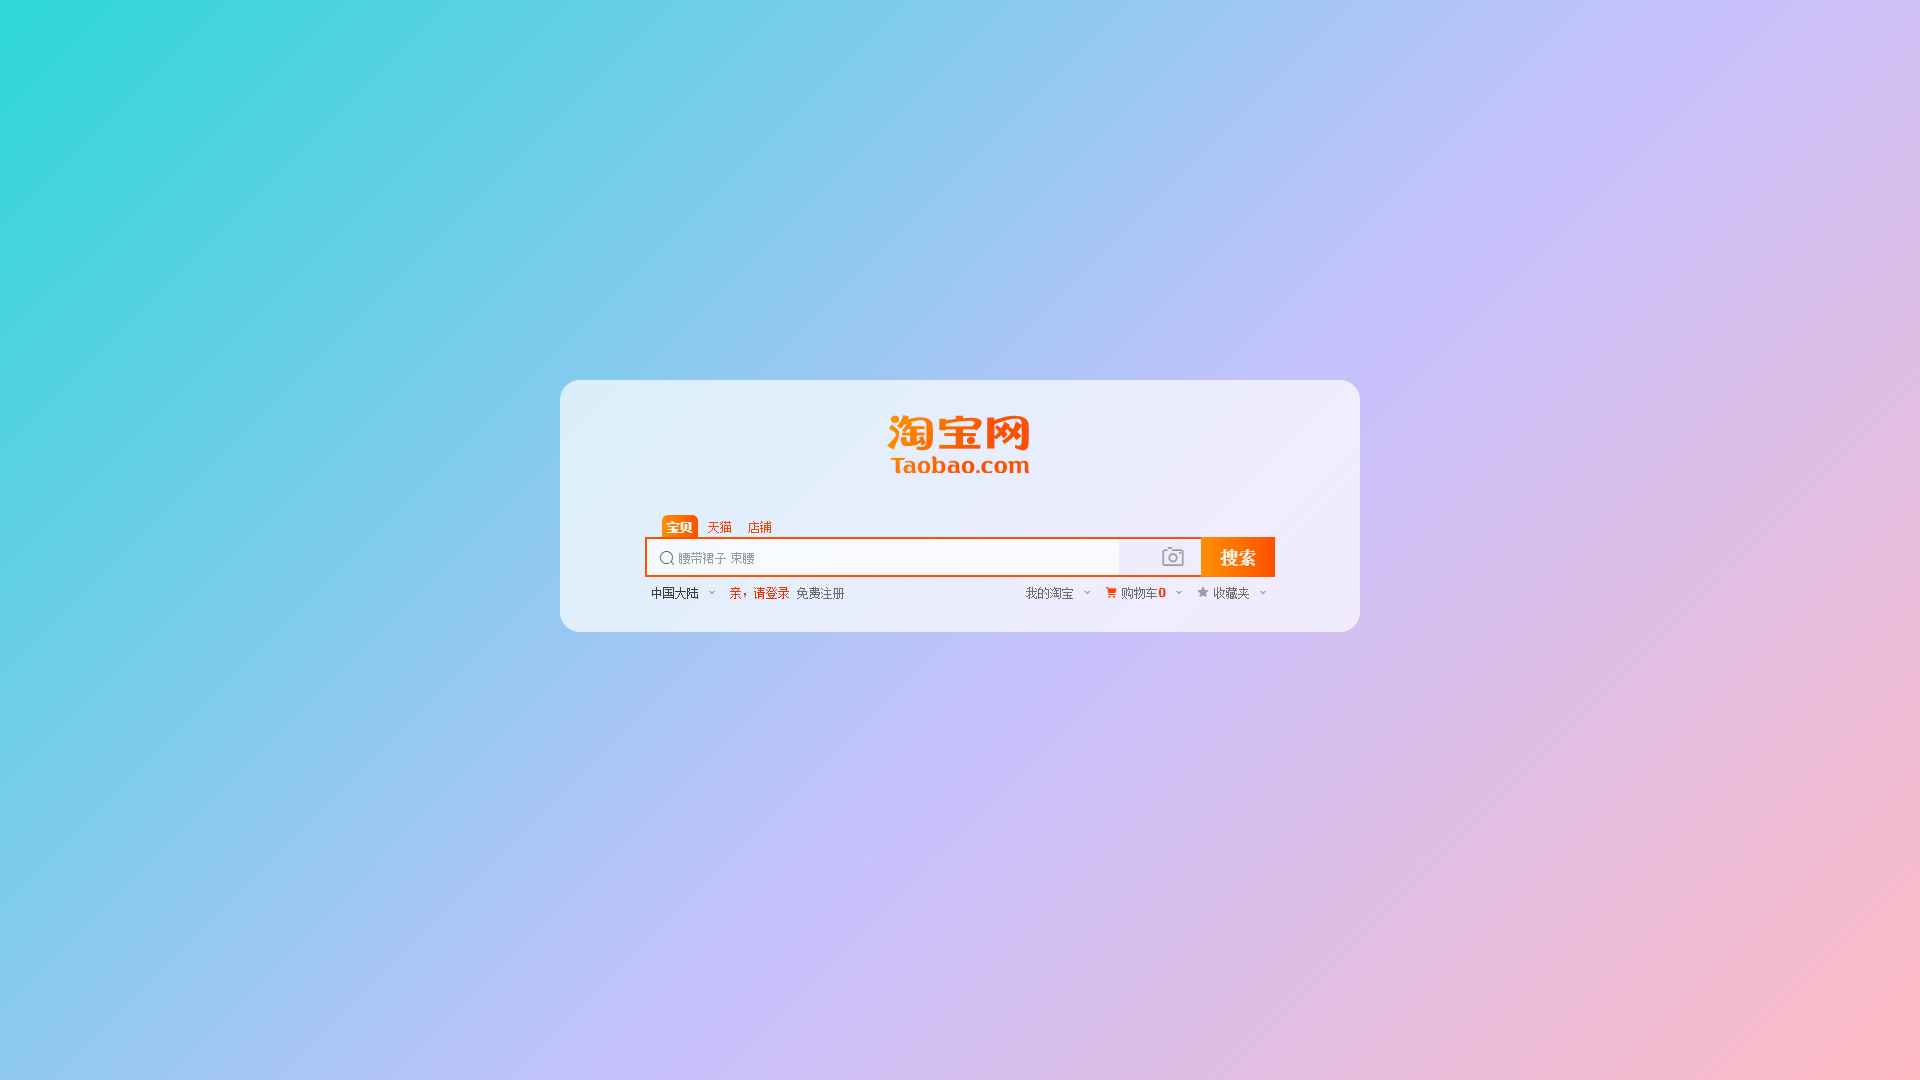 淘宝网
Taobao.com
宝贝 天猫 店铺
腰带裙子 束腰 搜索
中国大陆 亲，请登录 免费注册 我的淘宝 购物车0 收藏夹